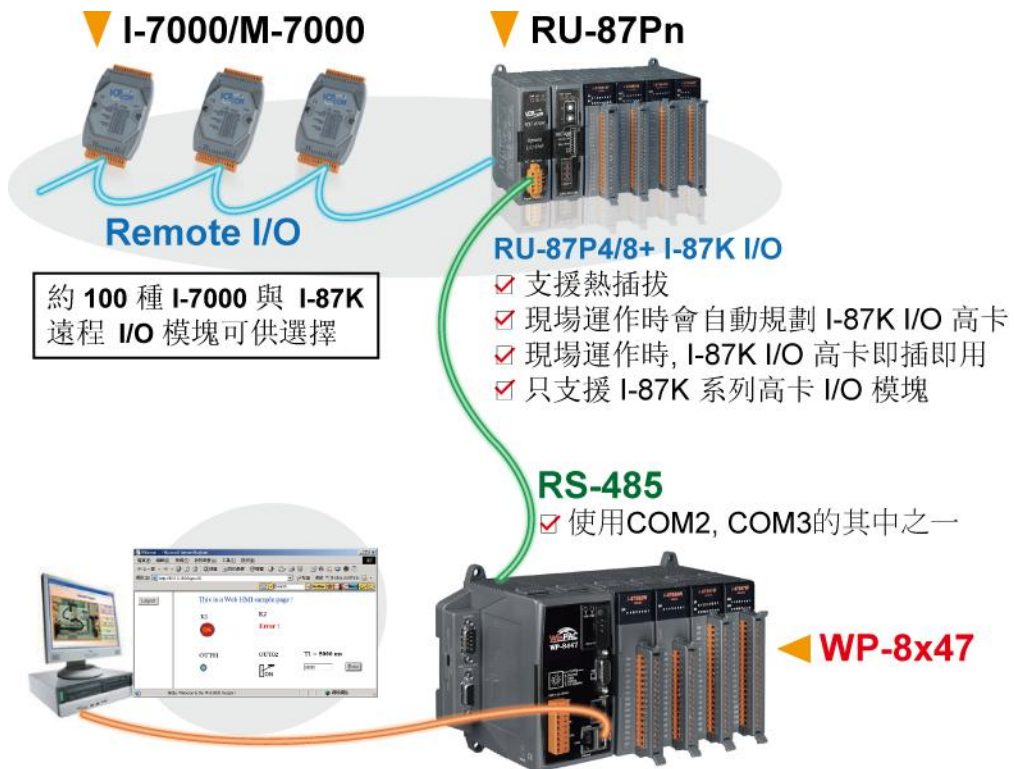 I-7000/M-7000
RU-87Pn
Remote I/O
約 100 種 I-7000 與 I-87K
遠程 I/O 模塊可供選擇
RU-87P4/8+ I-87K I/O
支援熱插拔
現場運作時會自動規劃 I-87K I/O 高卡
現場運作時, I-87K I/O 高卡即插即用
只支援 I-87K 系列高卡 I/O 模塊
RS-485
使用COM2, COM3的其中之一
This is a Web HMI sample page !
Error !
WP-8447
WP-8x47